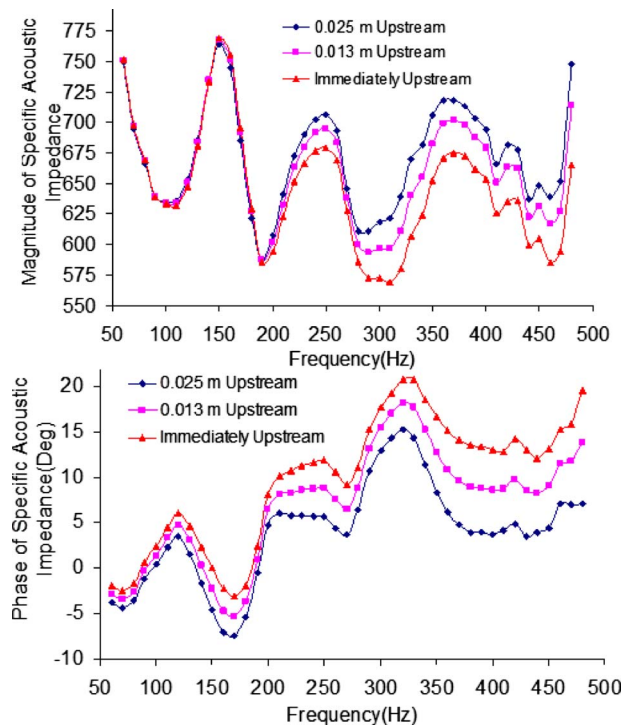 Magnitude of Specific Acoustic
Impedance
775
750
725
700
675
650
625
600
575
550
0.025 m Upstream
0.013 m Upstream
Immediately Upstream
50 100 150 200 250 300 350 400 450 500
Frequency(Hz)
Phase of Specific Acoustic
Impedance(Deg)
20
15
10
5
0
-5
-10
0.025 m Upstream
0.013 m Upstream
Immediately Upstream
50 100 150 200 250 300 350 400 450 500
Frequency(Hz)